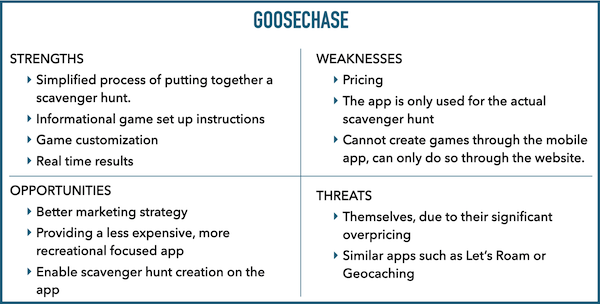 GOOSECHASE
STRENGTHS
Simplified process of putting together a
scavenger hunt.
Informational game set up instructions
Game customization
Real time results
WEAKNESSES
Pricing
The app is only used for the actual
scavenger hunt
Cannot create games through the mobile
app, can only do so through the website.
OPPORTUNITIES
Better marketing strategy
Providing a less expensive, more
recreational focused app
Enable scavenger hunt creation on the
app
THREATS
Themselves, due to their significant
overpricing
Similar apps such as Let's Roam or
Geocaching